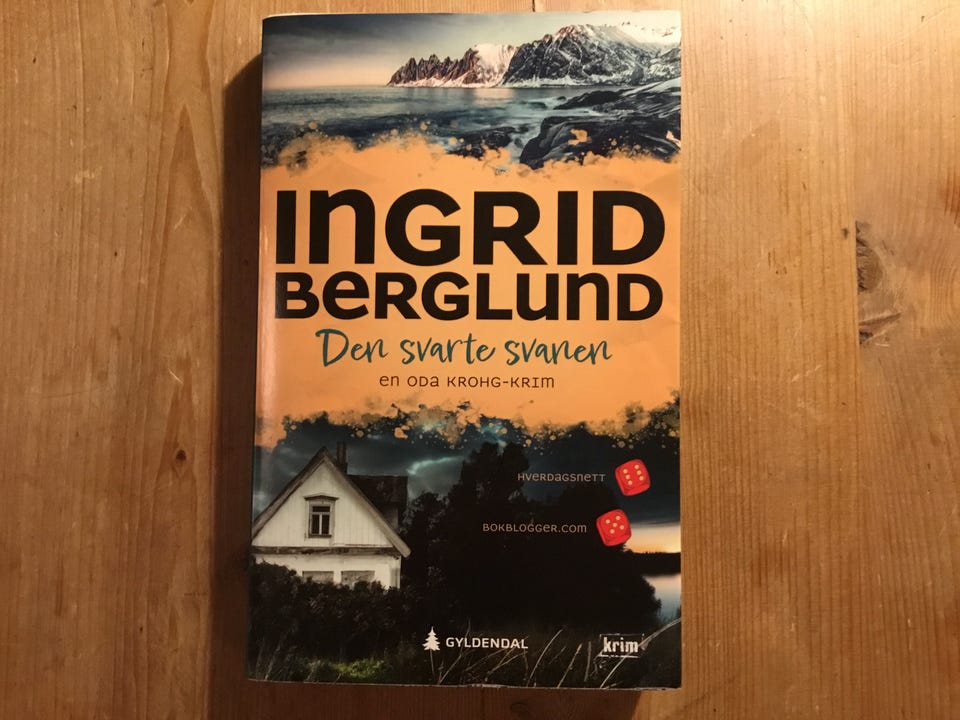 INGRID
BERGLUND
Den svarte svanen
en oda krohg-krim
Hverdagsnett
Bokblogger.com
GYLDENDAL
krim